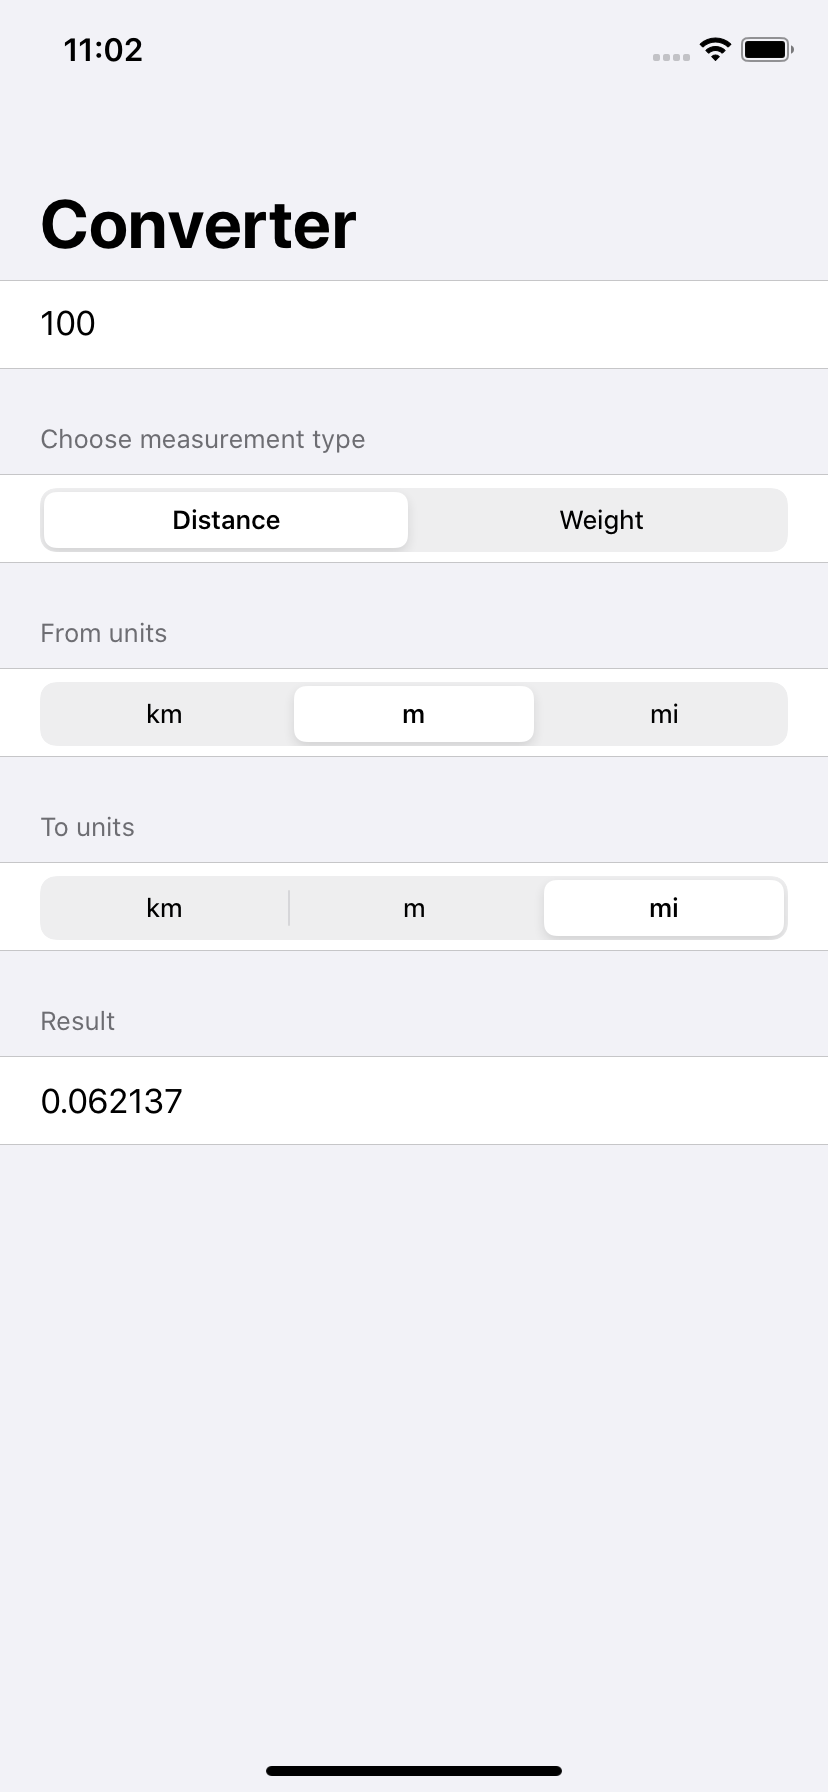 11:02
Converter
100
Choose measurement type
Distance Weight
From units
km m mi
To units
km m mi
Result
0.062137